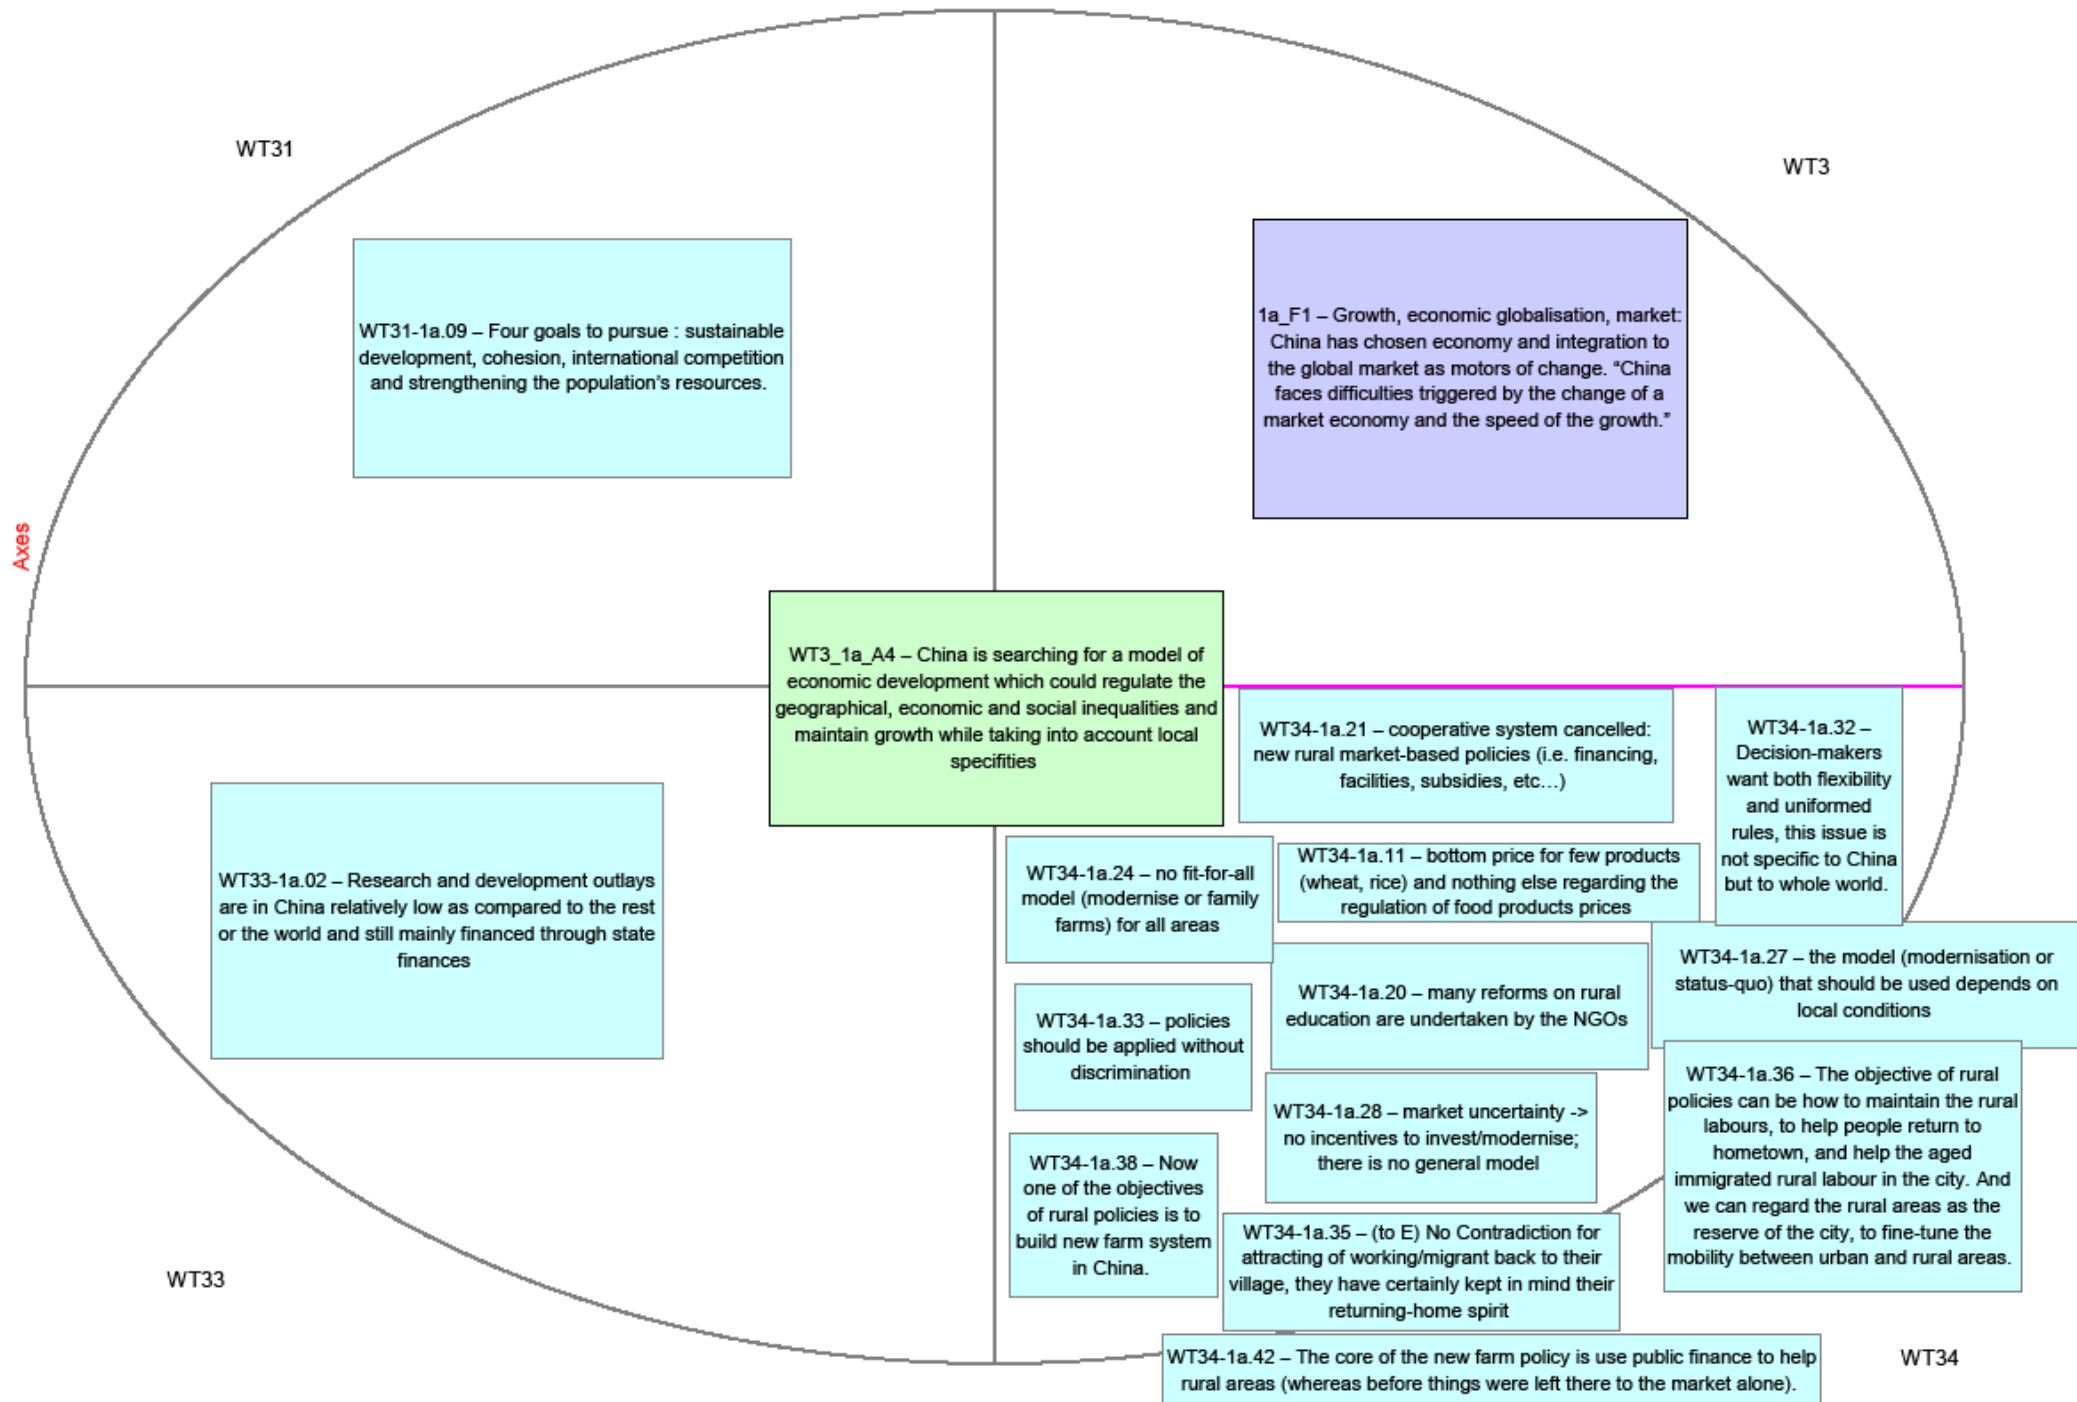 WT31
WT3
WT31-1a.09 – Four goals to pursue : sustainable
development, cohesion, international competition
and strengthening the population's resources.
1a_F1 – Growth, economic globalisation, market:
China has chosen economy and integration to
the global market as motors of change. “China
faces difficulties triggered by the change of a
market economy and the speed of the growth.”
Axes
WT3_1a_A4 – China is searching for a model of
economic development which could regulate the
geographical, economic and social inequalities and
maintain growth while taking into account local
specifities
WT34-1a.21 – cooperative system cancelled:
new rural market-based policies (i.e. financing,
facilities, subsidies, etc…)
WT34-1a.32 –
Decision-makers
want both flexibility
and uniformed
rules, this issue is
not specific to China
but to whole world.
WT33-1a.02 – Research and development outlays
are in China relatively low as compared to the rest
or the world and still mainly financed through state
finances
WT34-1a.24 – no fit-for-all
model (modernise or family
farms) for all areas
WT34-1a.11 – bottom price for few products
(wheat, rice) and nothing else regarding the
regulation of food products prices
WT34-1a.27 – the model (modernisation or
status-quo) that should be used depends on
local conditions
WT34-1a.20 – many reforms on rural
education are undertaken by the NGOs
WT34-1a.33 – policies
should be applied without
discrimination
WT34-1a.36 – The objective of rural
policies can be how to maintain the rural
labours, to help people return to
hometown, and help the aged
immigrated rural labour in the city. And
we can regard the rural areas as the
reserve of the city, to fine-tune the
mobility between urban and rural areas.
WT34-1a.28 – market uncertainty ->
no incentives to invest/modernise;
there is no general model
WT34-1a.38 – Now
one of the objectives
of rural policies is to
build new farm system
in China.
WT34-1a.35 – (to E) No Contradiction for
attracting of working/migrant back to their
village, they have certainly kept in mind their
returning-home spirit
WT33
WT34-1a.42 – The core of the new farm policy is use public finance to help
rural areas (whereas before things were left there to the market alone).
WT34